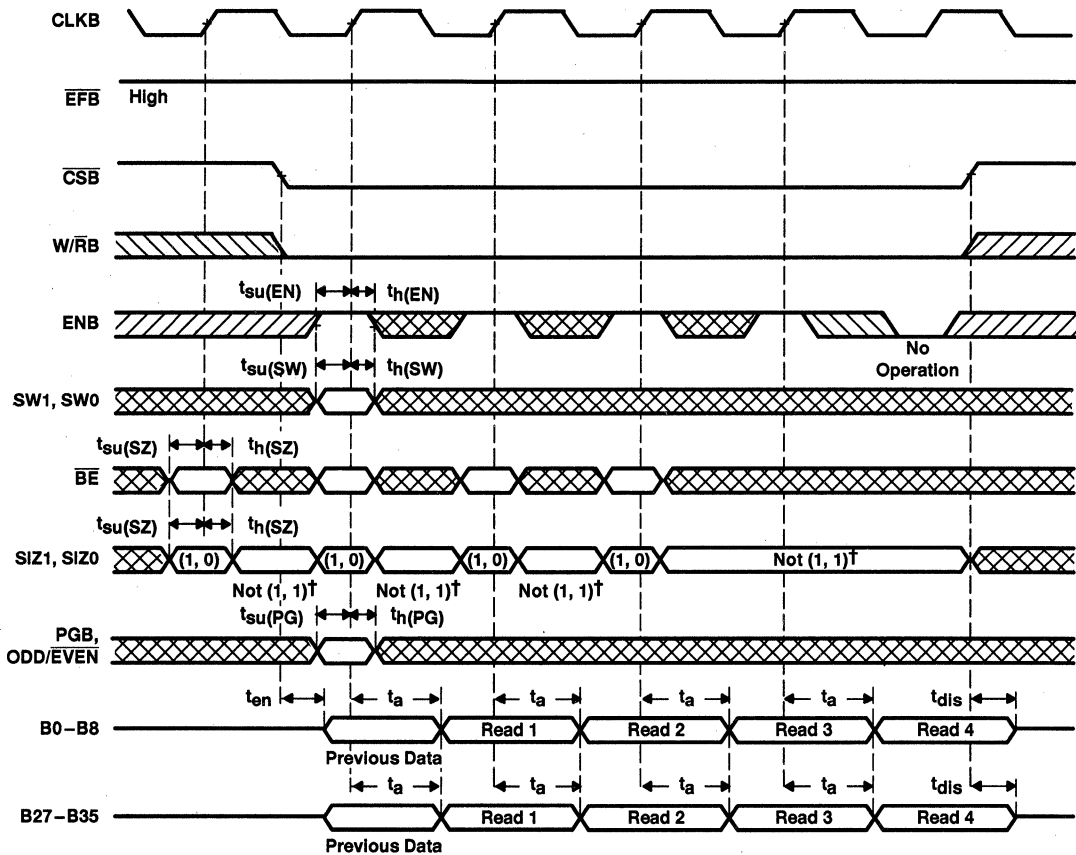 CLKB
EFB
High
CSB
W/RB
tsu(EN)
th(EN)
ENB
No
Operation
tsu(SW)
th(SW)
SW1, SW0
tsu(SZ)
th(SZ)
BE
tsu(SZ)
th(SZ)
SIZ1, SIZ0
(1, 0)
(1, 0)
(1, 0)
(1, 0)
Not (1, 1)†
Not (1, 1)†
Not (1, 1)†
Not (1, 1)†
tsu(PG)
th(PG)
PGB,
ODD/EVEN
ten
ta
ta
ta
ta
tdis
B0–B8
Read 1
Read 2
Read 3
Read 4
Previous Data
ta
ta
ta
ta
tdis
B27–B35
Read 1
Read 2
Read 3
Read 4
Previous Data